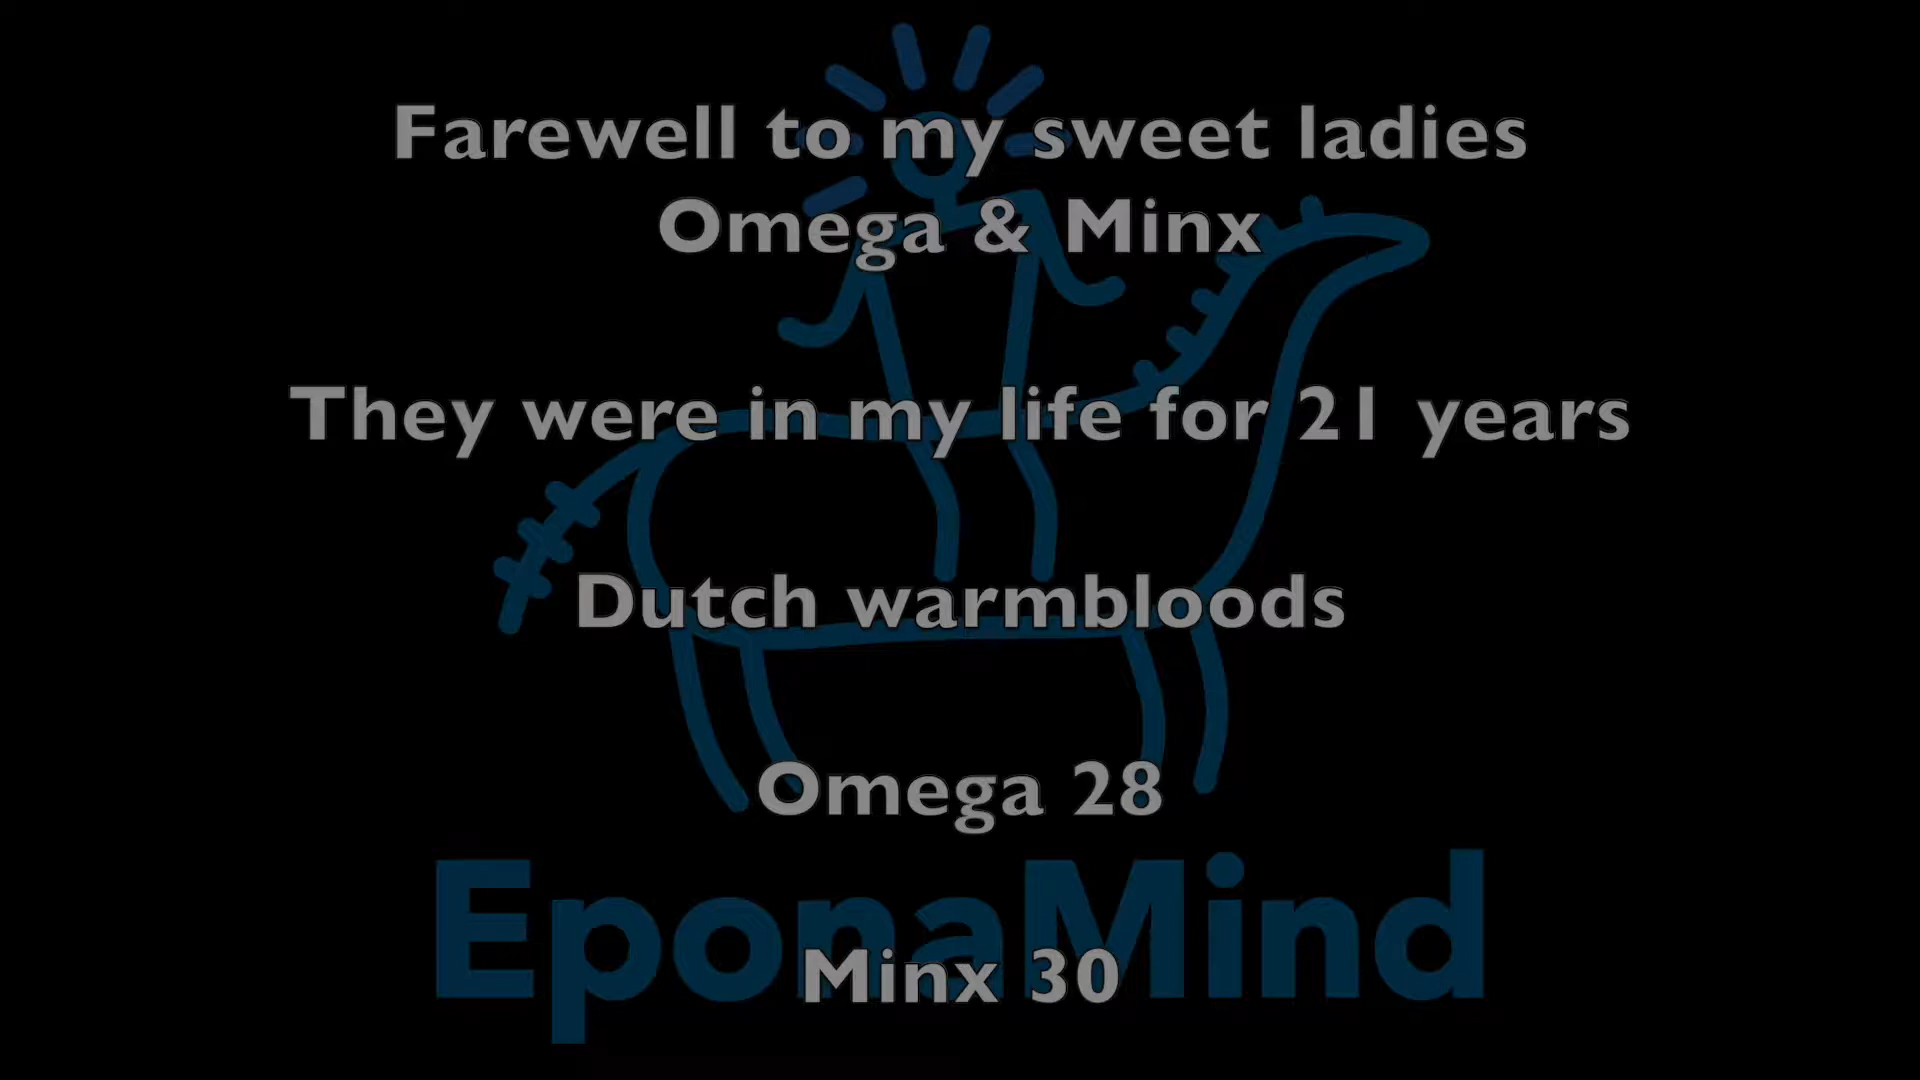 Farewell to my sweet ladies
Omega & Minx
They were in my life for 21 years
Dutch warmbloods
Omega 28
EponaMind
Minx 30